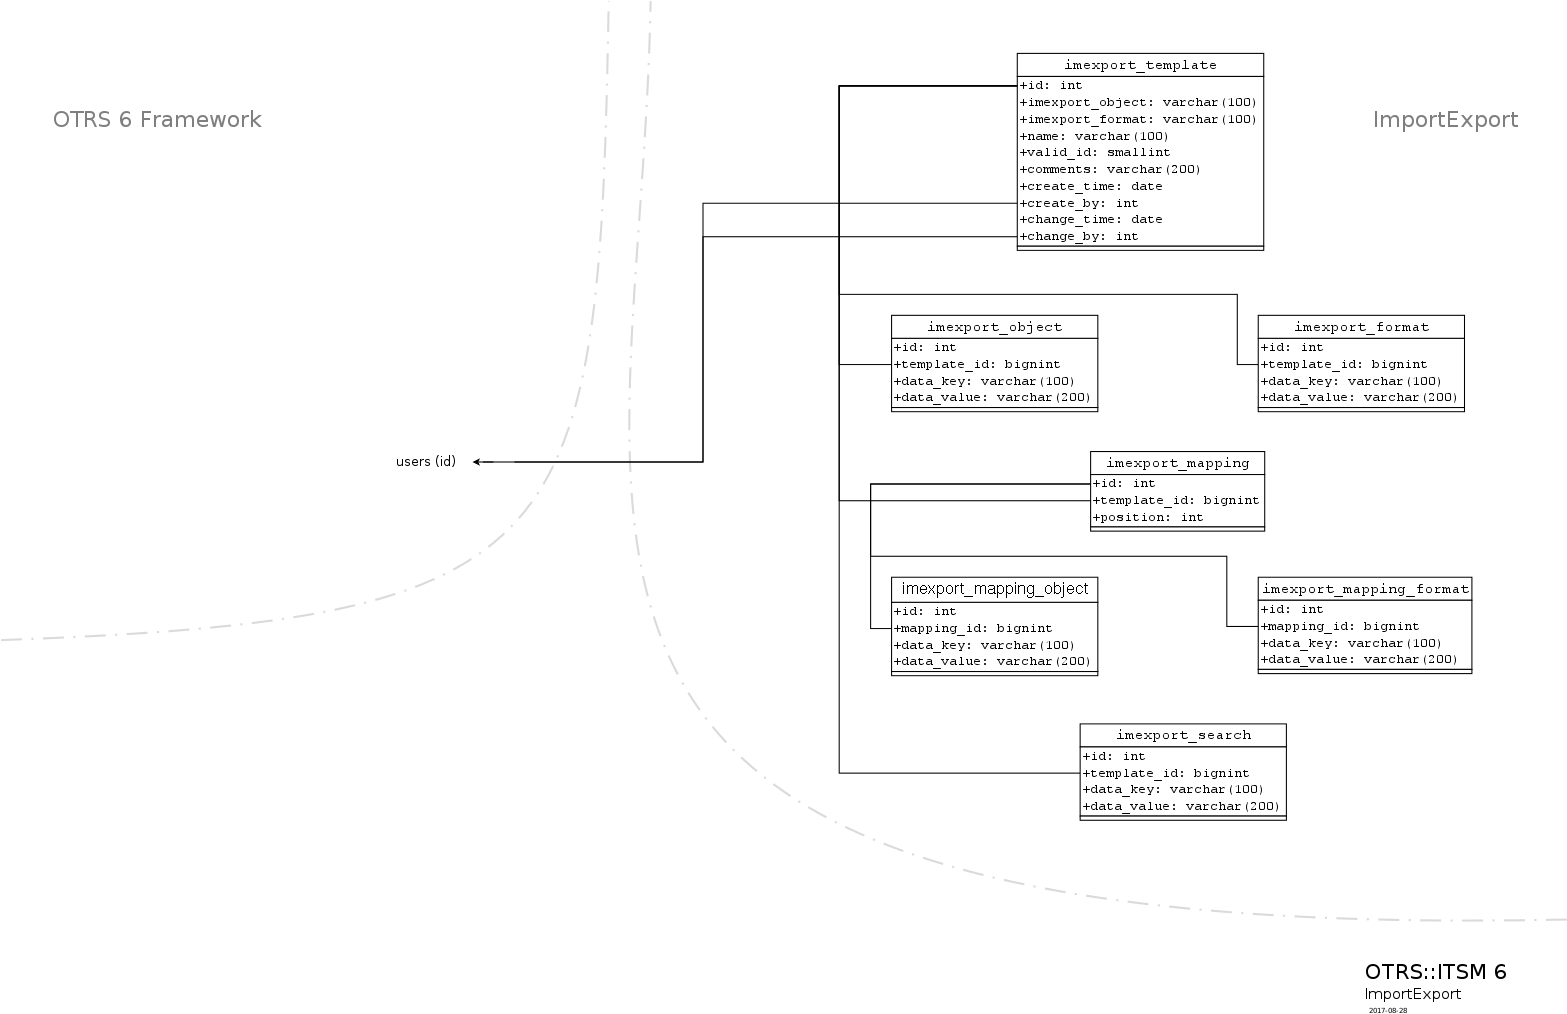 OTRS 6 Framework
ImportExport
imexport_template
+id: int
+imexport_object: varchar(100)
+imexport_format: varchar(100)
+name: varchar(100)
+valid_id: smallint
+comments: varchar(200)
+create_time: date
+create_by: int
+change_time: date
+change_by: int
imexport_object
+id: int
+template_id: bignint
+data_key: varchar(100)
+data_value: varchar(200)
imexport_format
+id: int
+template_id: bignint
+data_key: varchar(100)
+data_value: varchar(200)
users (id)
imexport_mapping
+id: int
+template_id: bignint
+position: int
imexport_mapping_object
+id: int
+mapping_id: bignint
+data_key: varchar(100)
+data_value: varchar(200)
imexport_mapping_format
+id: int
+mapping_id: bignint
+data_key: varchar(100)
+data_value: varchar(200)
imexport_search
+id: int
+template_id: bignint
+data_key: varchar(100)
+data_value: varchar(200)
OTRS::ITSM 6
ImportExport
2017-08-28